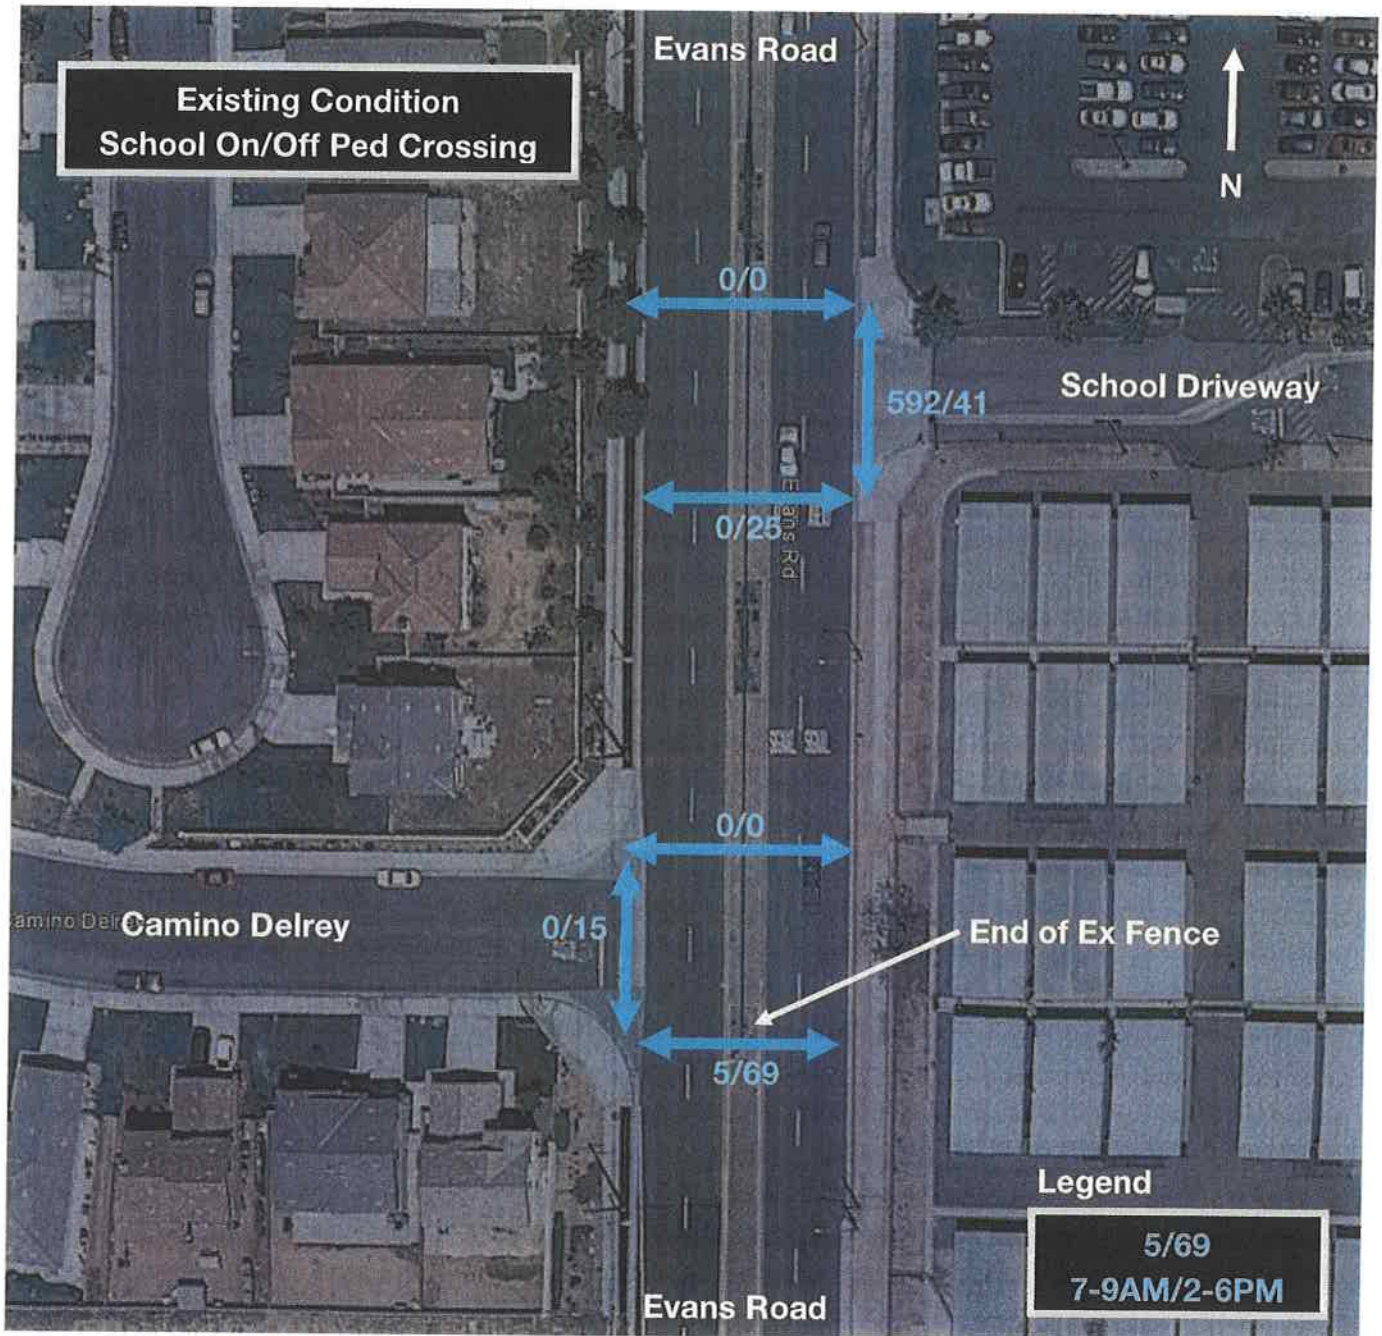 Evans Road
Existing Condition
School On/Off Ped Crossing
N
0/0
School Driveway
592/41
0/25
Evans Rd
0/0
Camino Delrey
Camino Delrey
0/15
End of Ex Fence
5/69
Legend
5/69
7-9AM/2-6PM
Evans Road